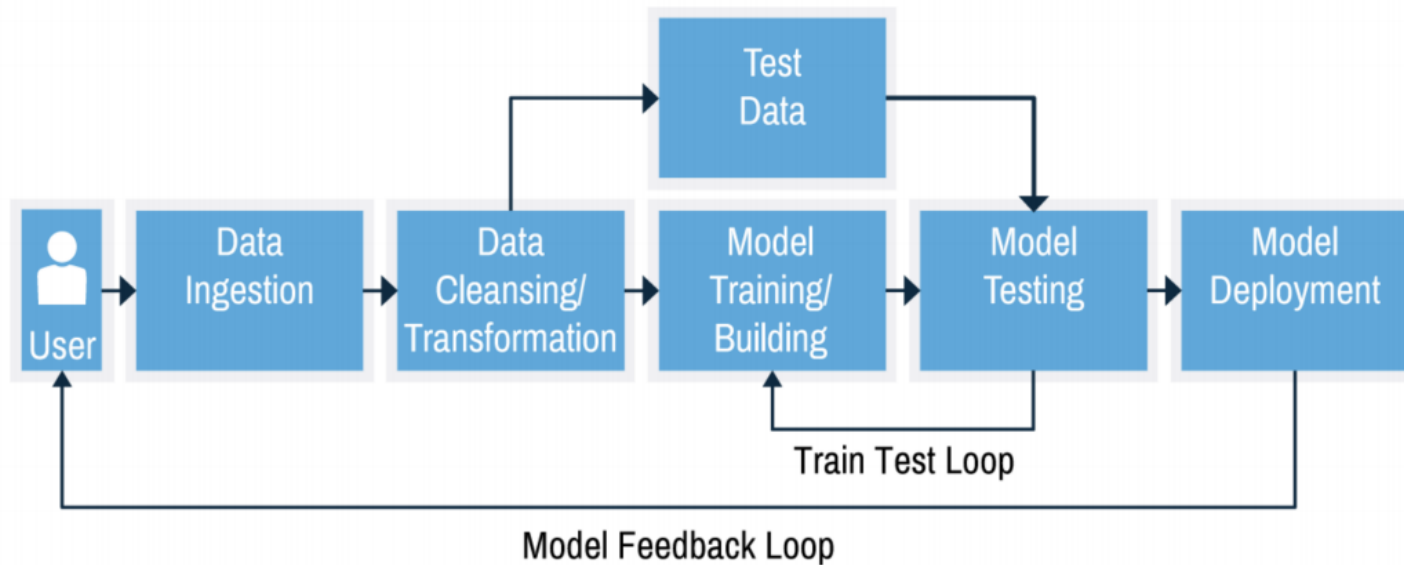 Test
Data
User
Data
Ingestion
Data
Cleansing/
Transformation
Model
Training/
Building
Model
Testing
Model
Deployment
Train Test Loop
Model Feedback Loop